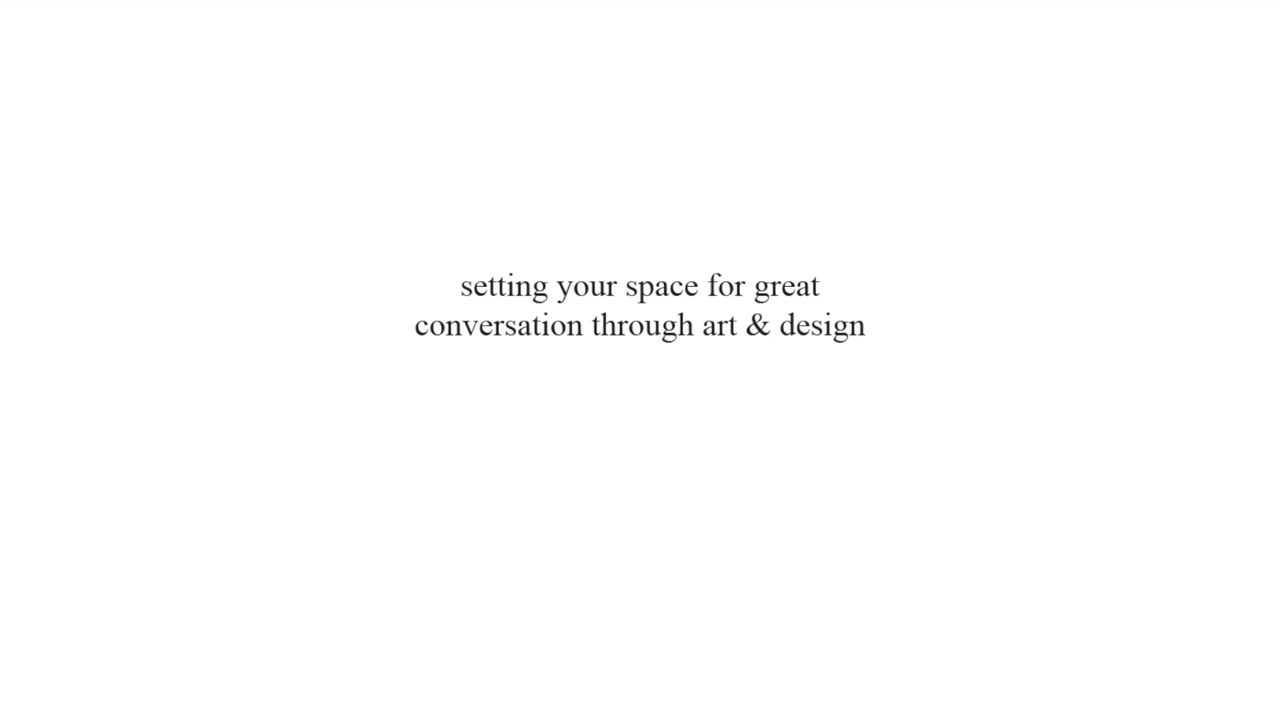 setting your space for great
conversation through art & design